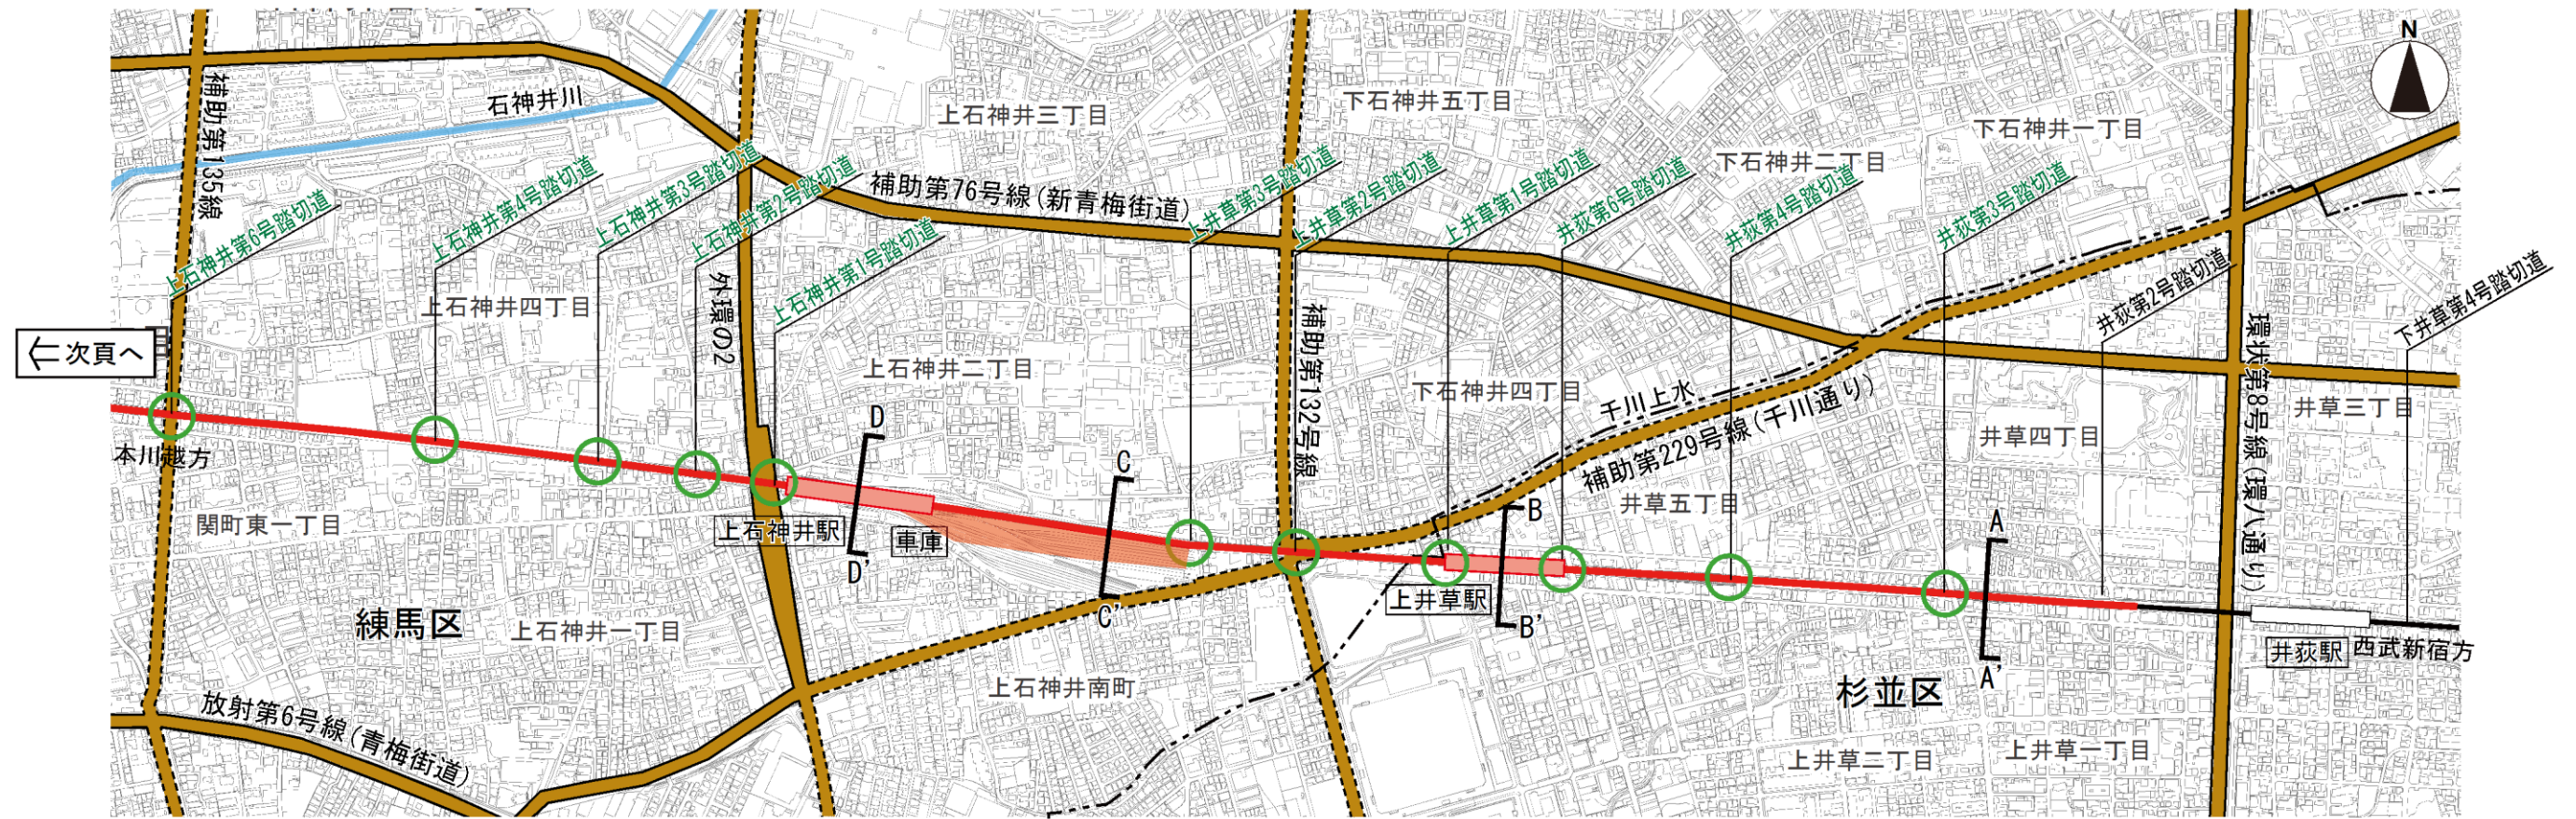 N
石神井川
補助第135線
上石神井三丁目
下石神井五丁目
下石神井一丁目
下石神井二丁目
補助第76号線(新青梅街道)
上石神井第6号踏切道
上石神井第4号踏切道
上石神井第3号踏切道
上石神井第2号踏切道
上石神井第1号踏切道
上井草第3号踏切道
上井草第2号踏切道
上井草第1号踏切道
井荻第6号踏切道
井荻第4号踏切道
井荻第3号踏切道
井荻第2号踏切道
下井草第4号踏切道
上石神井四丁目
外環の2
次頁へ
上石神井二丁目
補助第132号線
下石神井四丁目
千川上水
補助第229号線(千川通り)
環状第8号線(環八通り)
井草三丁目
井草四丁目
井草五丁目
本川越方
関町東一丁目
上石神井駅
車庫
D
D'
C
C'
B
B'
A
A'
上井草駅
井荻駅
西武新宿方
練馬区
上石神井一丁目
上石神井南町
杉並区
放射第6号線(青梅街道)
上井草二丁目
上井草一丁目